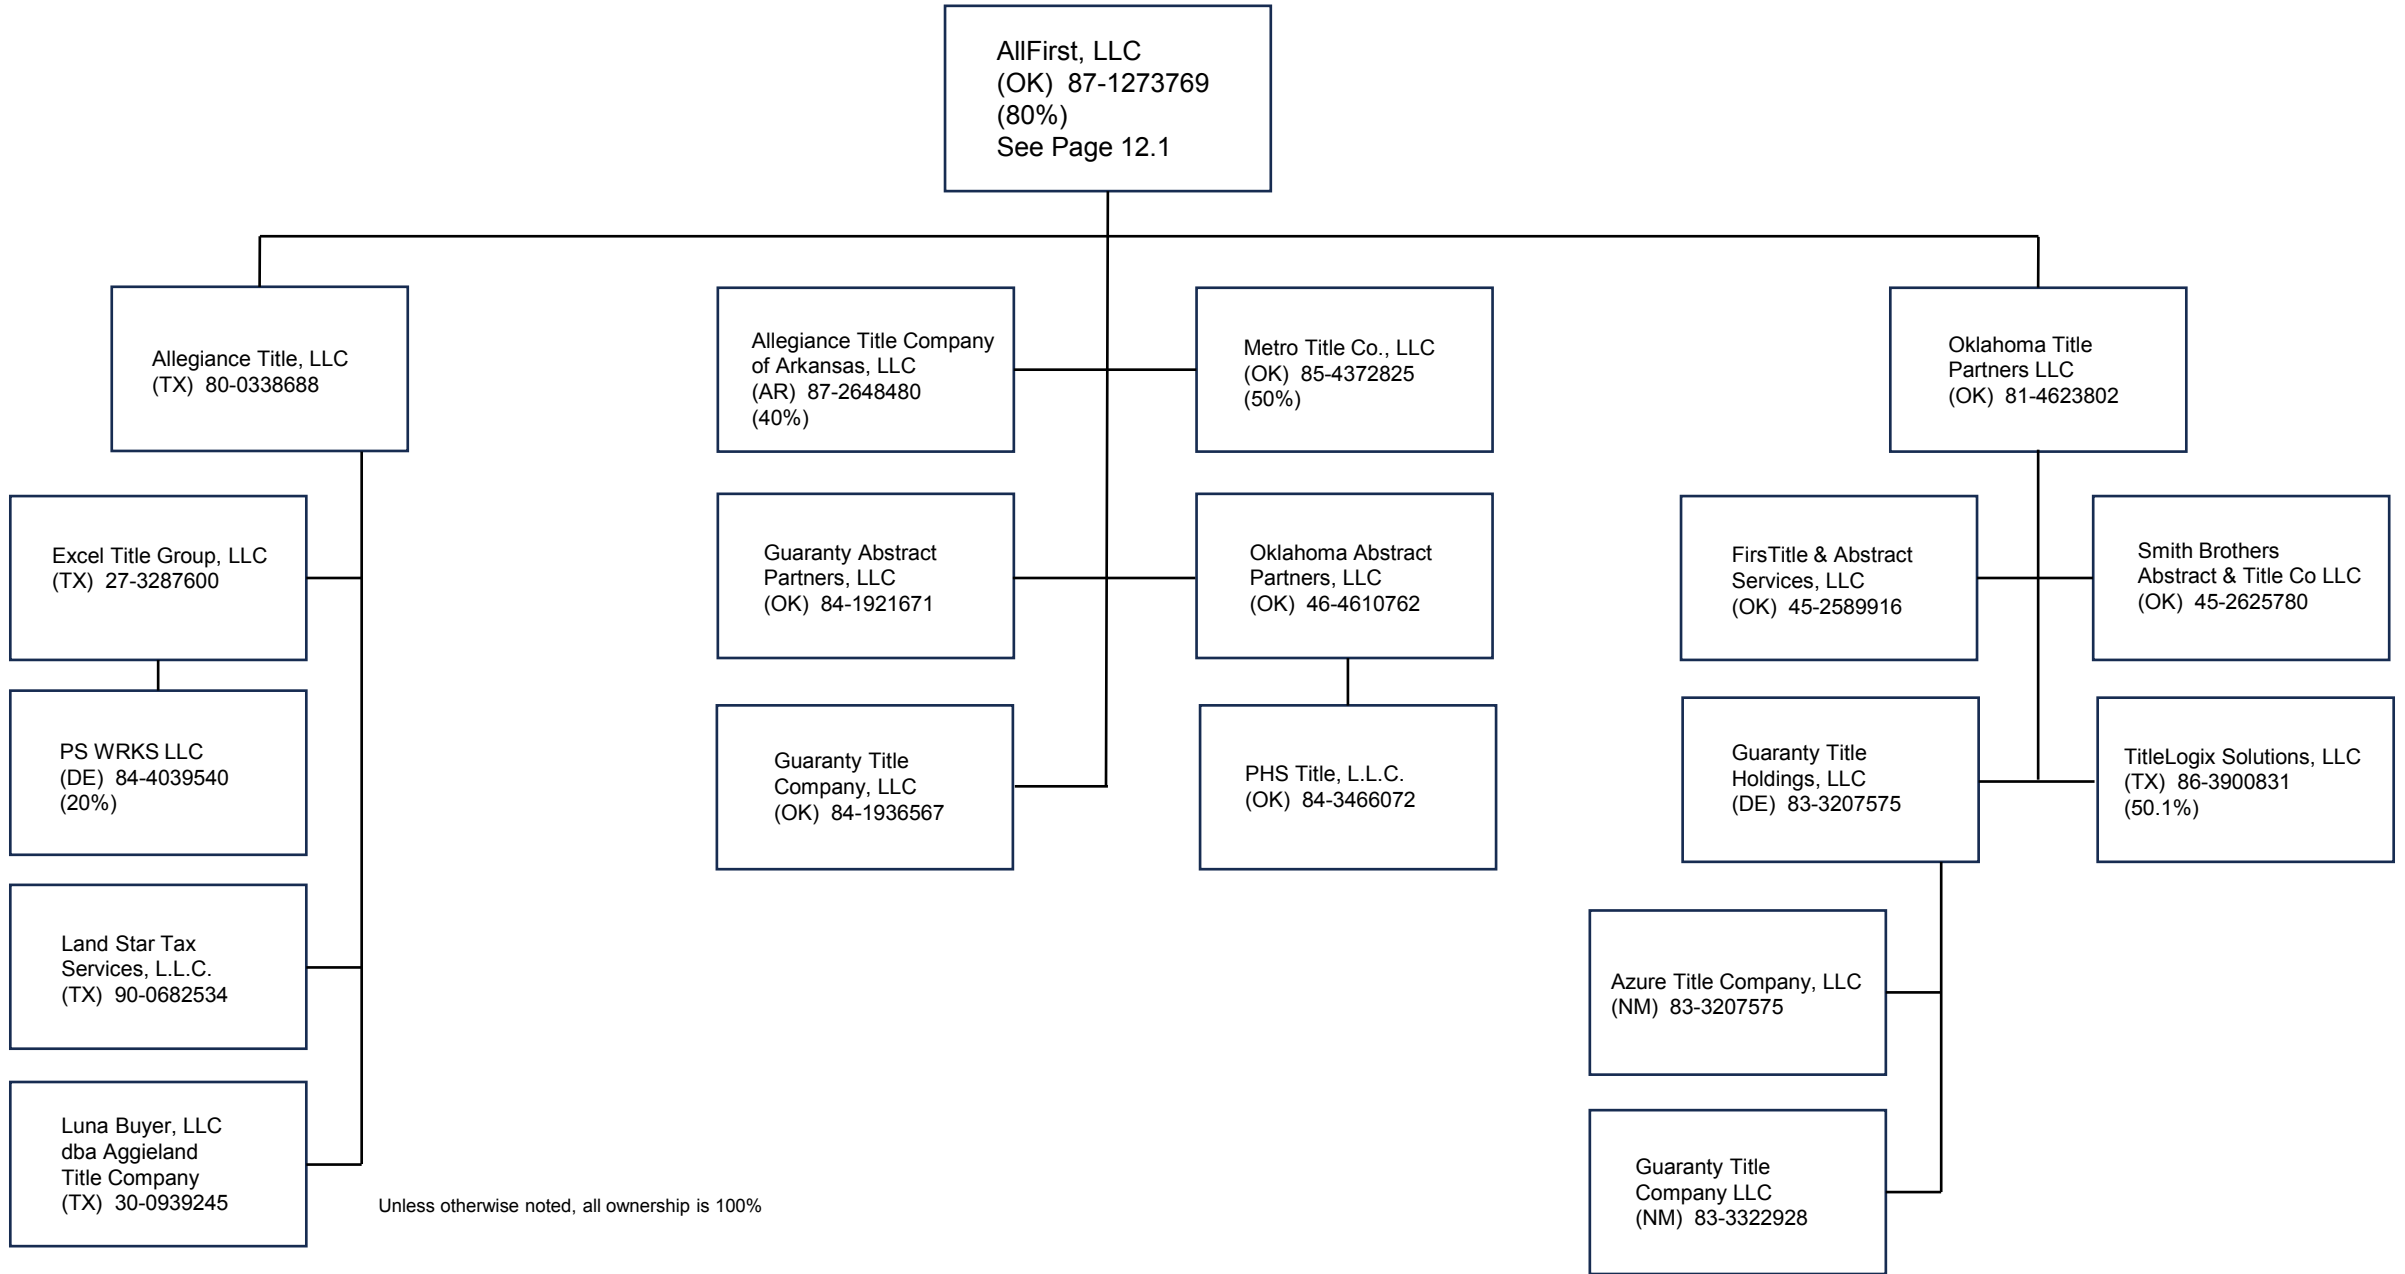 AllFirst, LLC
(OK) 87-1273769
(80%)
See Page 12.1
Allegiance Title, LLC
(TX) 80-0338688
Allegiance Title Company
of Arkansas, LLC
(AR) 87-2648480
(40%)
Metro Title Co., LLC
(OK) 85-4372825
(50%)
Oklahoma Title
Partners LLC
(OK) 81-4623802
Excel Title Group, LLC
(TX) 27-3287600
Guaranty Abstract
Partners, LLC
(OK) 84-1921671
Oklahoma Abstract
Partners, LLC
(OK) 46-4610762
FirsTitle & Abstract
Services, LLC
(OK) 45-2589916
Smith Brothers
Abstract & Title Co LLC
(OK) 45-2625780
PS WRKS LLC
(DE) 84-4039540
(20%)
Guaranty Title
Company, LLC
(OK) 84-1936567
PHS Title, L.L.C.
(OK) 84-3466072
Guaranty Title
Holdings, LLC
(DE) 83-3207575
TitleLogix Solutions, LLC
(TX) 86-3900831
(50.1%)
Land Star Tax
Services, L.L.C.
(TX) 90-0682534
Azure Title Company, LLC
(NM) 83-3207575
Luna Buyer, LLC
dba Aggieland
Title Company
(TX) 30-0939245
Guaranty Title
Company LLC
(NM) 83-3322928
Unless otherwise noted, all ownership is 100%